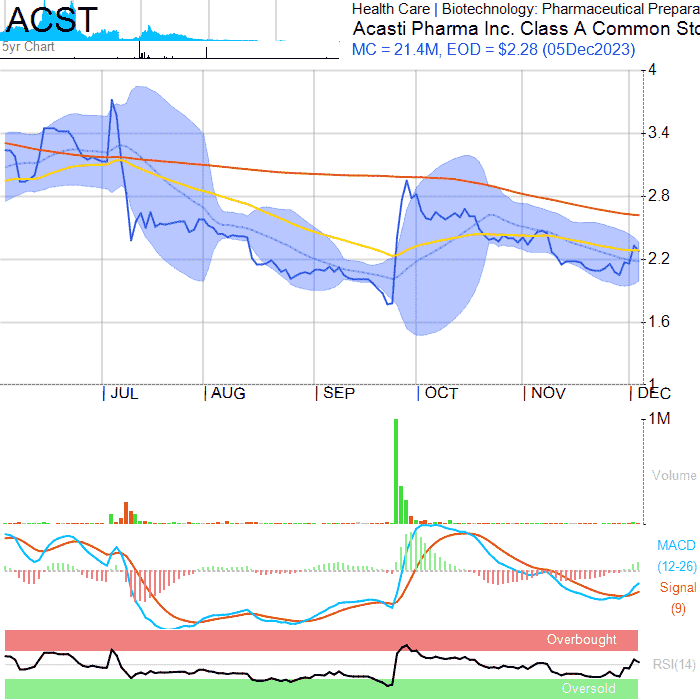 ACST
5yr Chart
Health Care | Biotechnology: Pharmaceutical Prepara
Acasti Pharma Inc. Class A Common Sto
MC = 21.4M, EOD = $2.28 (05Dec2023)
4
3.4
2.8
2.2
1.6
1
JUL AUG SEP OCT NOV DEC
1M
Volume
MACD
(12-26)
Signal
(9)
Overbought
RSI(14)
Oversold